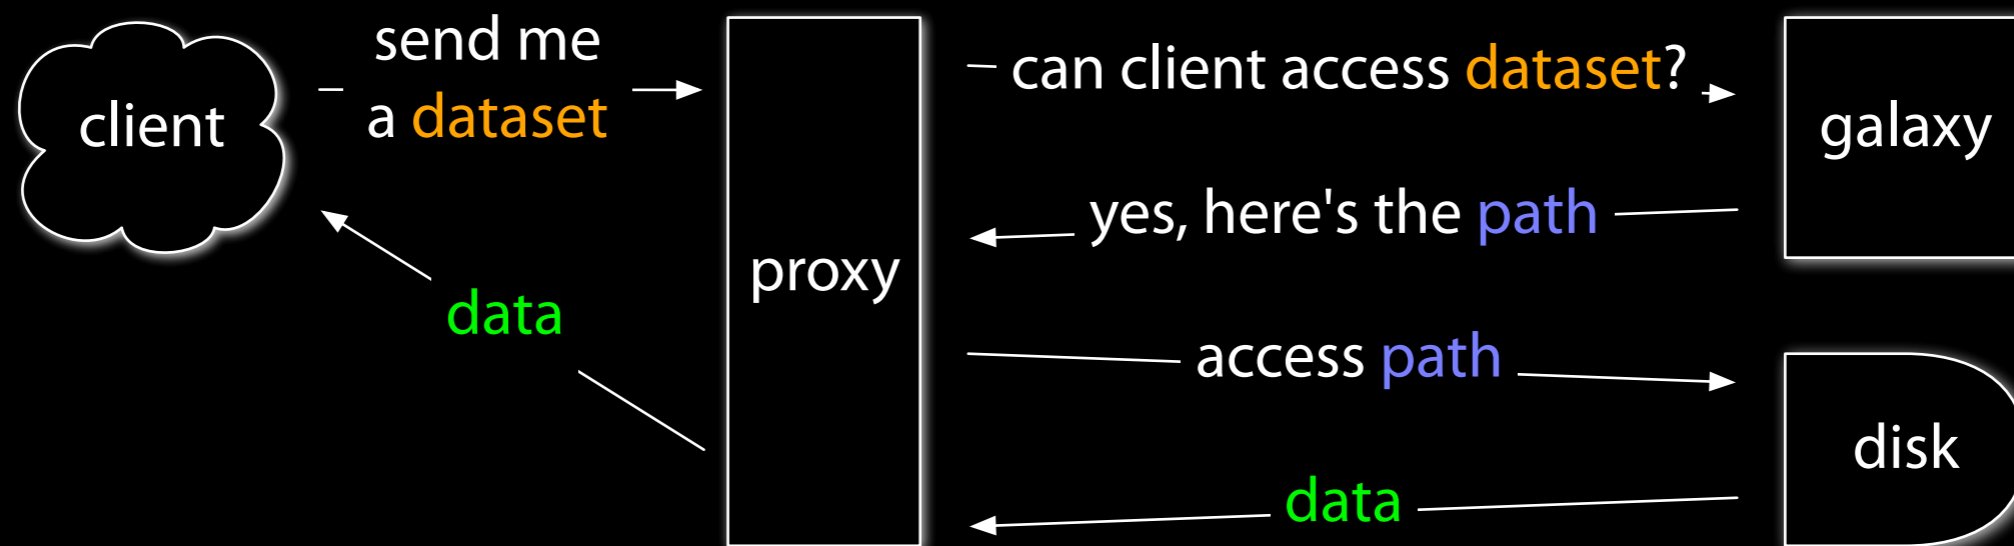 client
send me
a dataset
proxy
can client access dataset?
galaxy
yes, here's the path
data
access path
disk
data